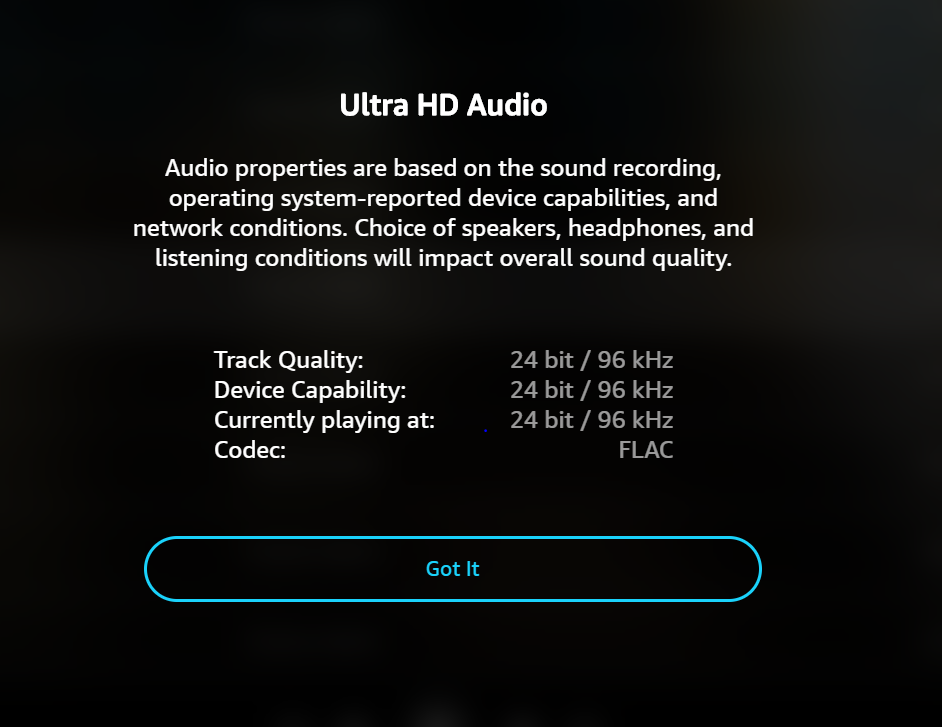 Ultra HD Audio
Audio properties are based on the sound recording,
operating system-reported device capabilities, and
network conditions. Choice of speakers, headphones, and
listening conditions will impact overall sound quality.
Track Quality: 24 bit / 96 kHz
Device Capability: 24 bit / 96 kHz
Currently playing at: 24 bit / 96 kHz
Codec: FLAC
Got It